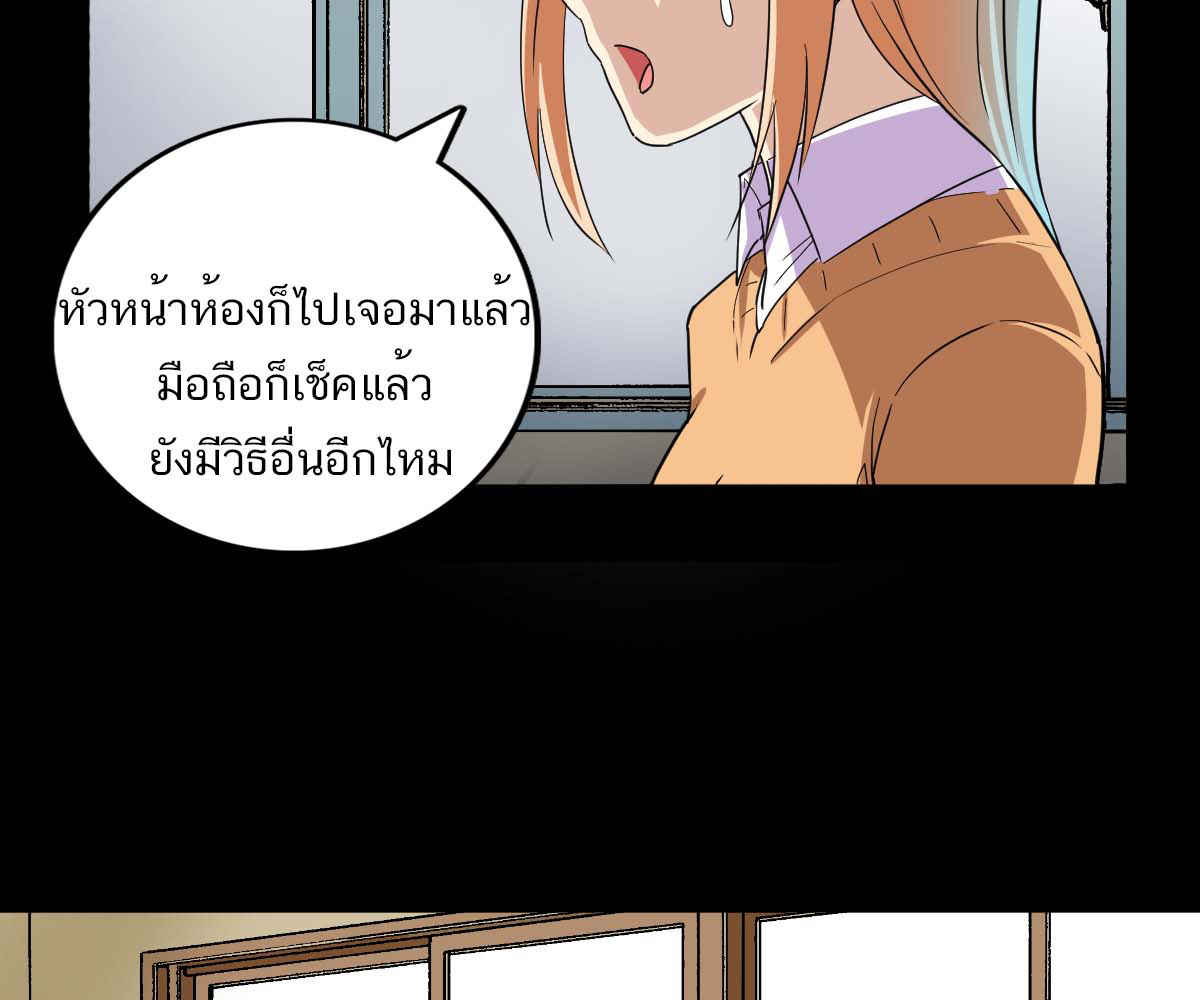 หัวหน้าห้องก็ไปเจอมาแล้ว
มือถือก็เช็คแล้ว
ยังมีวิธีอื่นอีกไหม